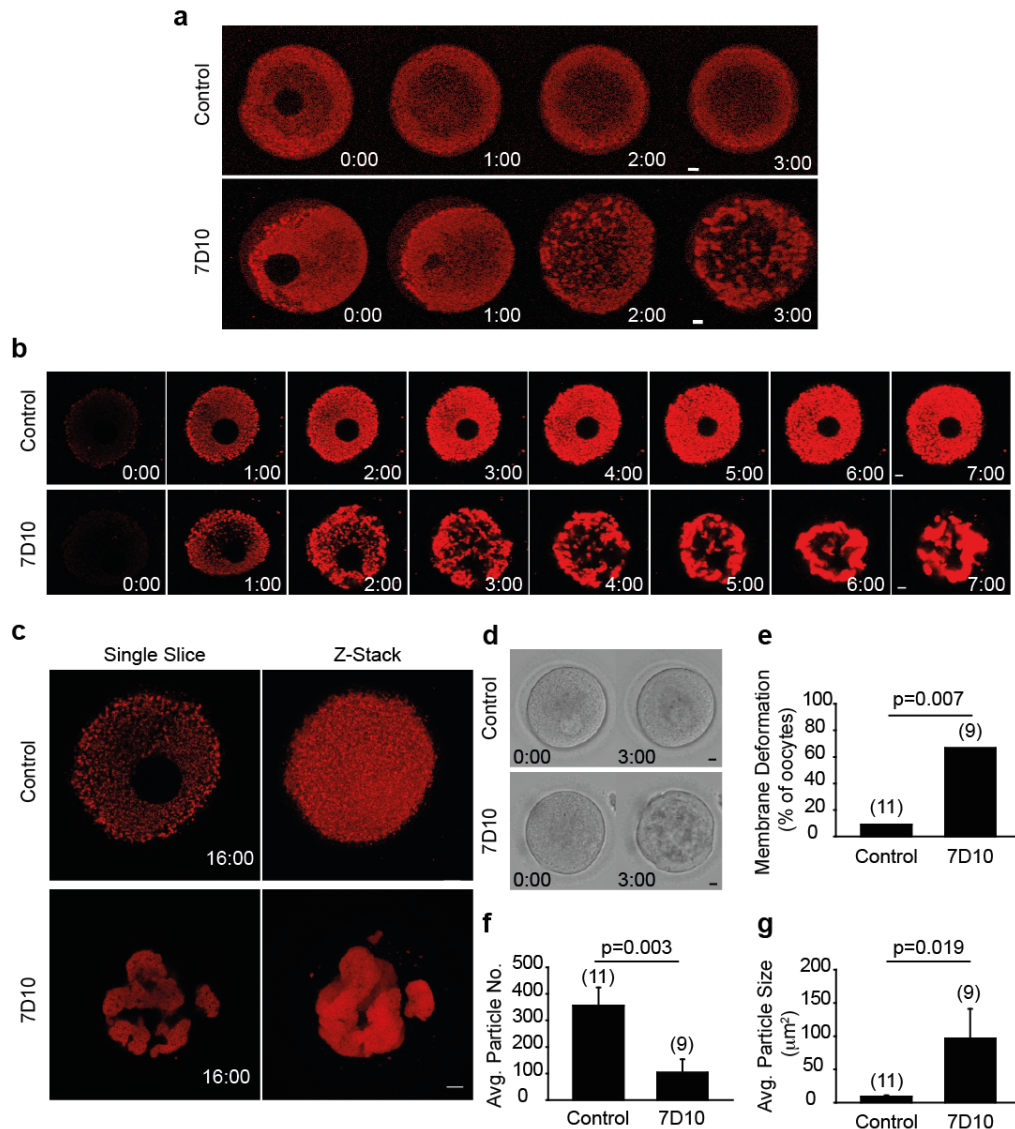 a
Control
0:00 1:00 2:00 3:00
7D10
0:00 1:00 2:00 3:00
b
Control
0:00 1:00 2:00 3:00 4:00 5:00 6:00 7:00
7D10
0:00 1:00 2:00 3:00 4:00 5:00 6:00 7:00
c
Single Slice Z-Stack
Control
16:00
7D10
16:00
d
Control
0:00 3:00
7D10
0:00 3:00
e
p=0.007
Membrane Deformation
(% of oocytes)
100
80
60
40
20
0
(11) (9)
Control 7D10
f
p=0.003
Avg. Particle No.
500
400
300
200
100
0
(11) (9)
Control 7D10
g
p=0.019
Avg. Particle Size
(μm²)
200
150
100
50
0
(11) (9)
Control 7D10